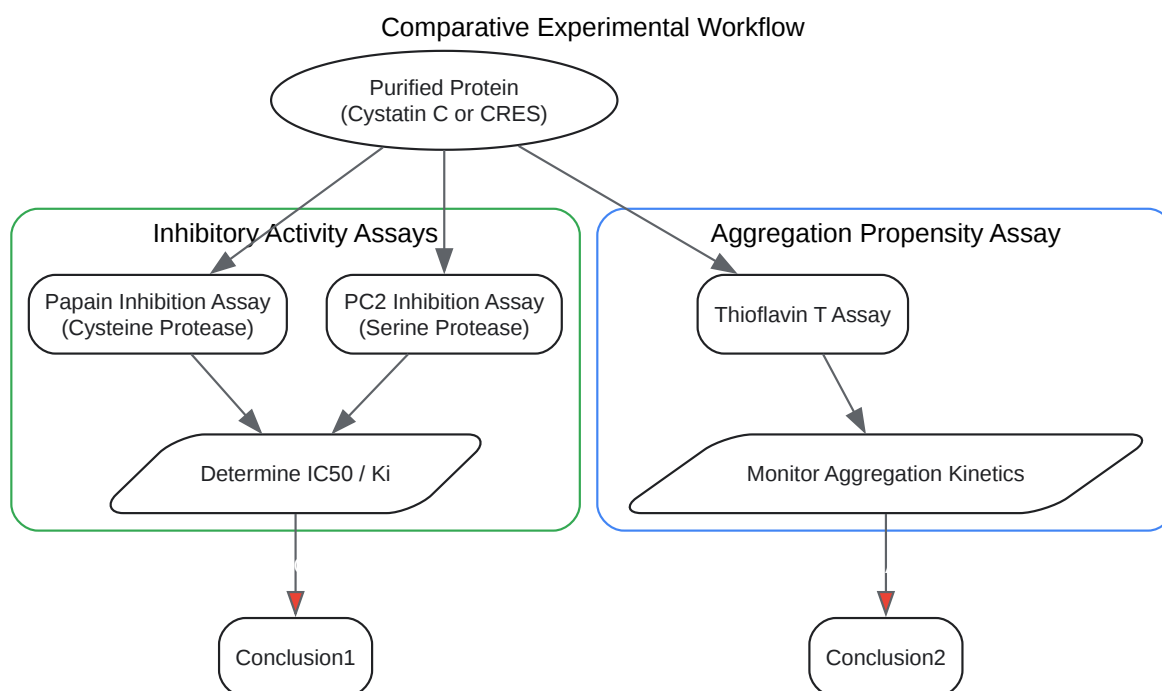 Comparative Experimental Workflow
Purified Protein
(Cystatin C or CRES)
Inhibitory Activity Assays
Aggregation Propensity Assay
Papain Inhibition Assay
(Cysteine Protease)
PC2 Inhibition Assay
(Serine Protease)
Thioflavin T Assay
Determine IC50 / Ki
Monitor Aggregation Kinetics
Conclusion1
Conclusion2